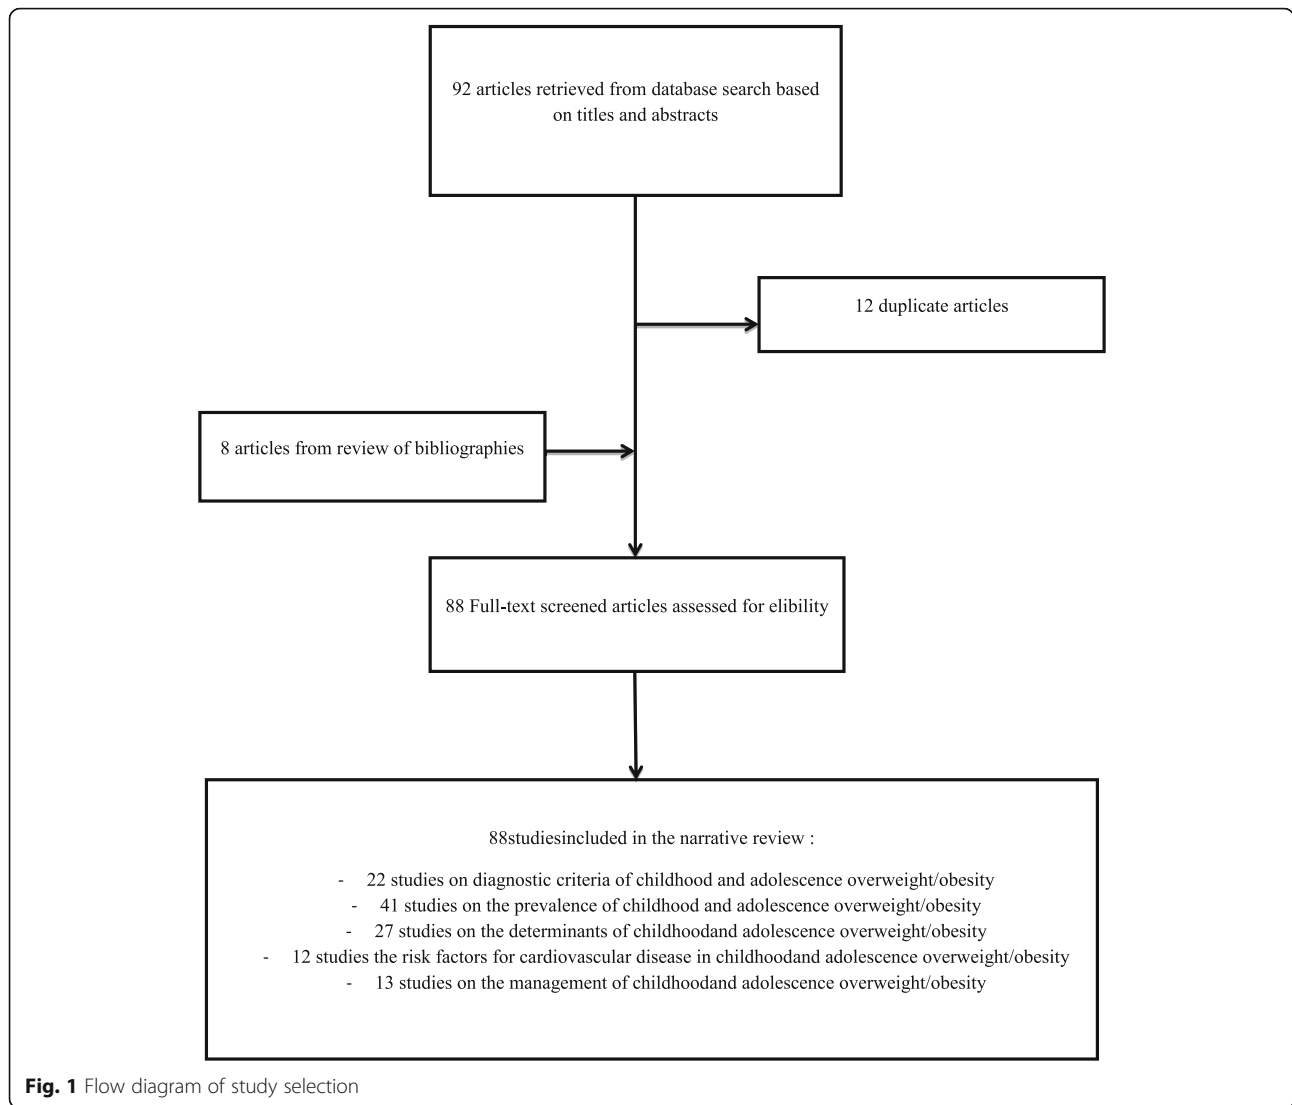 92 articles retrieved from database search based
on titles and abstracts
12 duplicate articles
8 articles from review of bibliographies
88 Full-text screened articles assessed for elibility
88studiesincluded in the narrative review :
- 22 studies on diagnostic criteria of childhood and adolescence overweight/obesity
- 41 studies on the prevalence of childhood and adolescence overweight/obesity
- 27 studies on the determinants of childhoodand adolescence overweight/obesity
- 12 studies the risk factors for cardiovascular disease in childhoodand adolescence overweight/obesity
- 13 studies on the management of childhoodand adolescence overweight/obesity
Fig. 1 Flow diagram of study selection